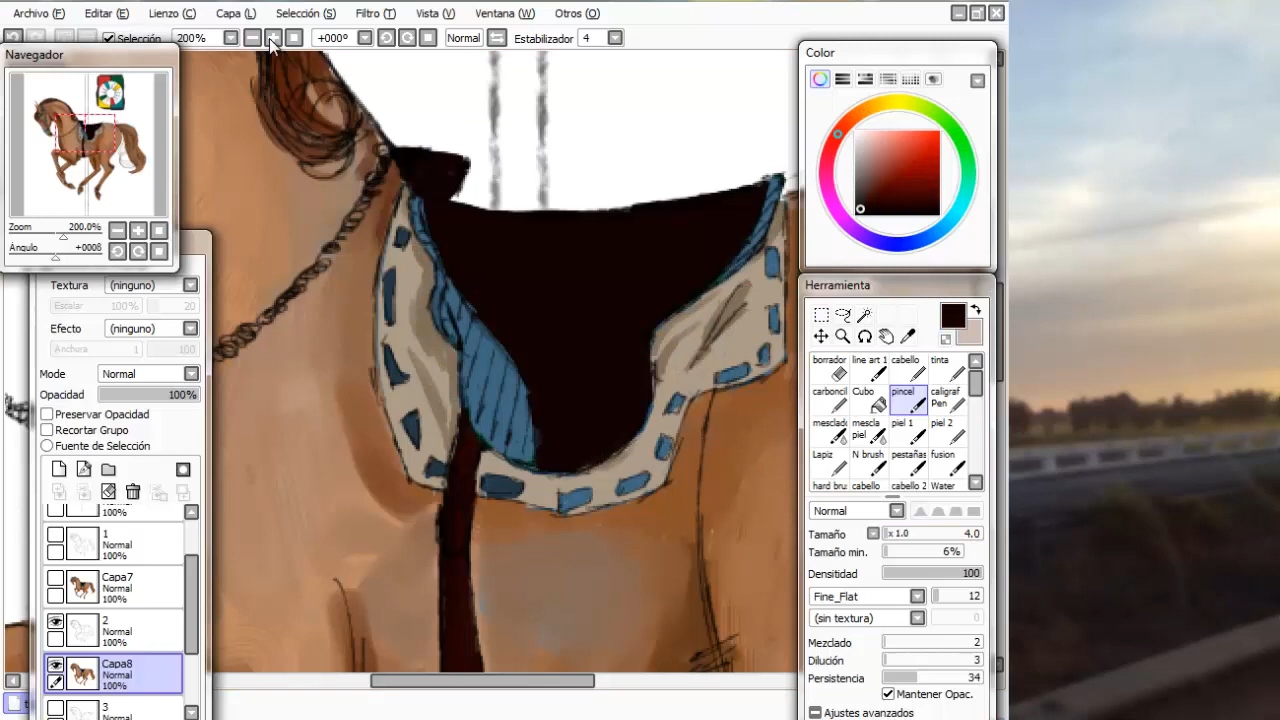 Archivo (F) Editar (E) Lienzo (C) Capa (L) Selección (S) Filtro (T) Vista (V) Ventana (W) Otros (O)
Selección 200% +000º Normal Estabilizador 4
Navegador
Zoom 200.0%
Ángulo +000ß
Textura (ninguno)
Escalar 100% 20
Efecto (ninguno)
Anchura 1 100
Mode Normal
Opacidad 100%
Preservar Opacidad
Recortar Grupo
Fuente de Selección
100%
1
Normal
100%
Capa7
Normal
100%
2
Normal
100%
Capa8
Normal
100%
3
Normal
Color
Herramienta
borrador line art 1 cabello tinta
carboncil Cubo pincel caligraf
Pen
mesclado mescla piel piel 1 piel 2
Lapiz N brush pestañas fusion
hard bru cabello cabello 2 Water
Normal
Tamaño x 1.0 4.0
Tamaño min. 6%
Densitidad 100
Fine_Flat 12
(sin textura) 0
Mezclado 2
Dilución 3
Persistencia 34
Mantener Opac.
Ajustes avanzados